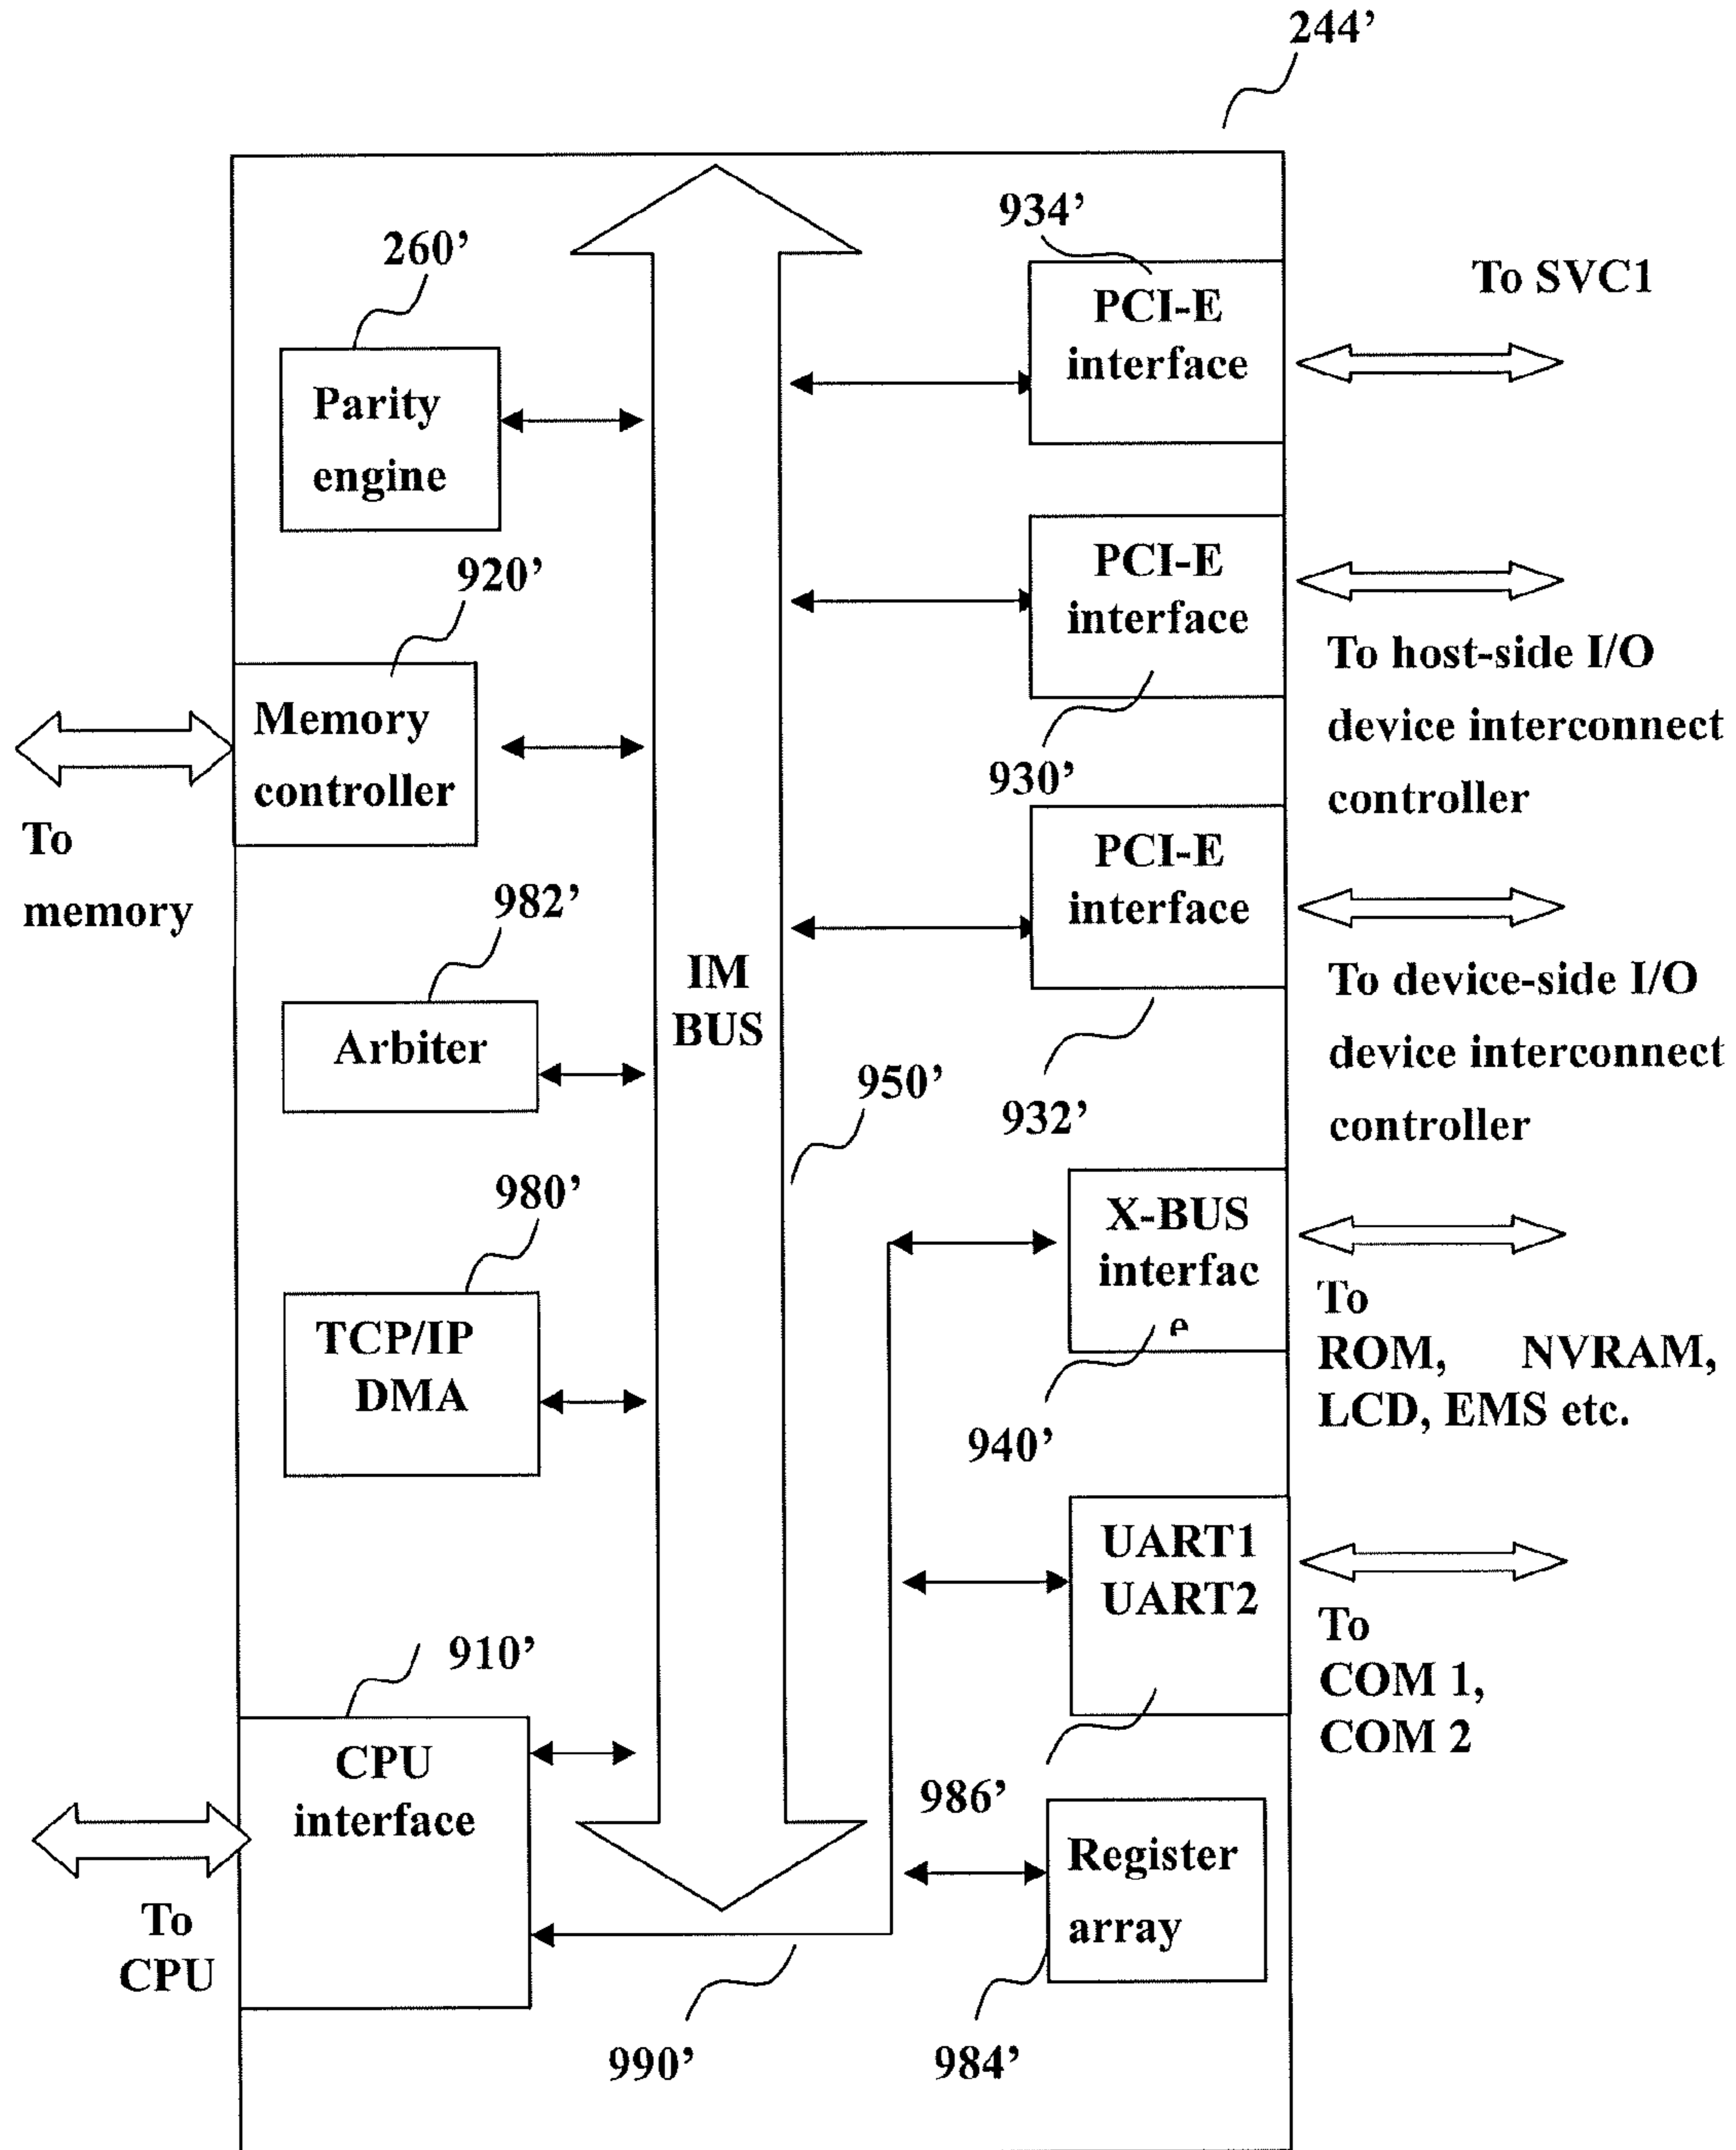 244’
934’
260’
To SVC1
PCI-E
interface
Parity
engine
920’
PCI-E
interface
To host-side I/O
device interconnect
controller
Memory
controller
930’
To
memory
PCI-E
interface
982’
IM
BUS
To device-side I/O
device interconnect
controller
Arbiter
950’
932’
980’
X-BUS
interfac
e
To
ROM, NVRAM,
LCD, EMS etc.
TCP/IP
DMA
940’
UART1
UART2
To
COM 1,
COM 2
910’
CPU
interface
986’
Register
array
To
CPU
990’
984’